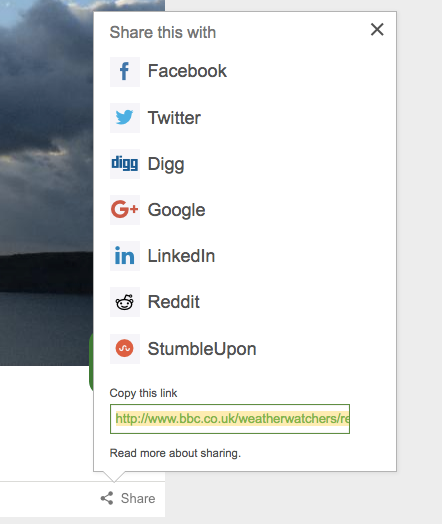 Share this with
Facebook
Twitter
digg Digg
G+ Google
in LinkedIn
Reddit
StumbleUpon
Copy this link
http://www.bbc.co.uk/weatherwatchers/re
Read more about sharing.
Share